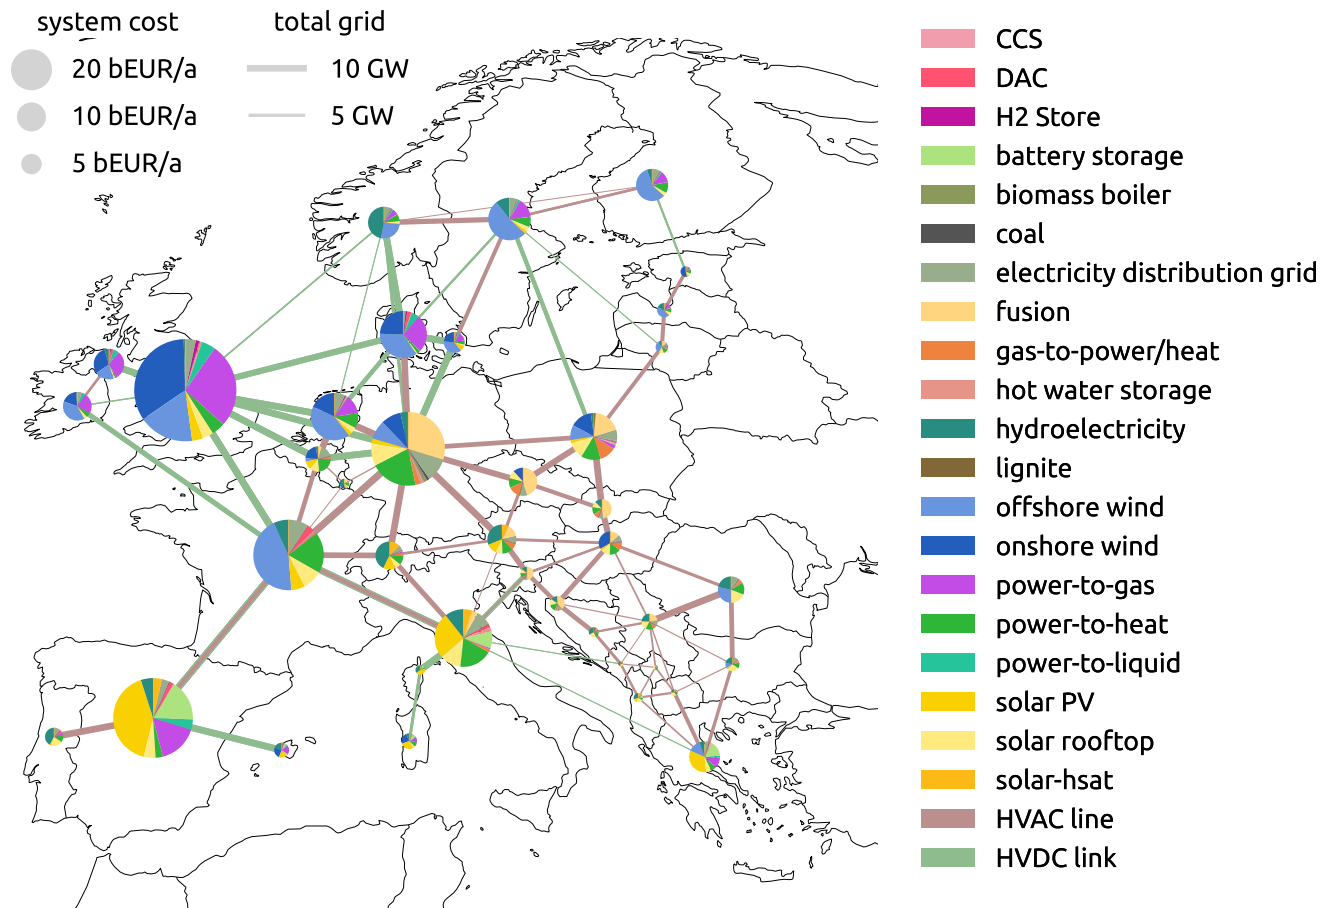 system cost
total grid
20 bEUR/a
10 GW
10 bEUR/a
5 GW
5 bEUR/a
CCS
DAC
H2 Store
battery storage
biomass boiler
coal
electricity distribution grid
fusion
gas-to-power/heat
hot water storage
hydroelectricity
lignite
offshore wind
onshore wind
power-to-gas
power-to-heat
power-to-liquid
solar PV
solar rooftop
solar-hsat
HVAC line
HVDC link